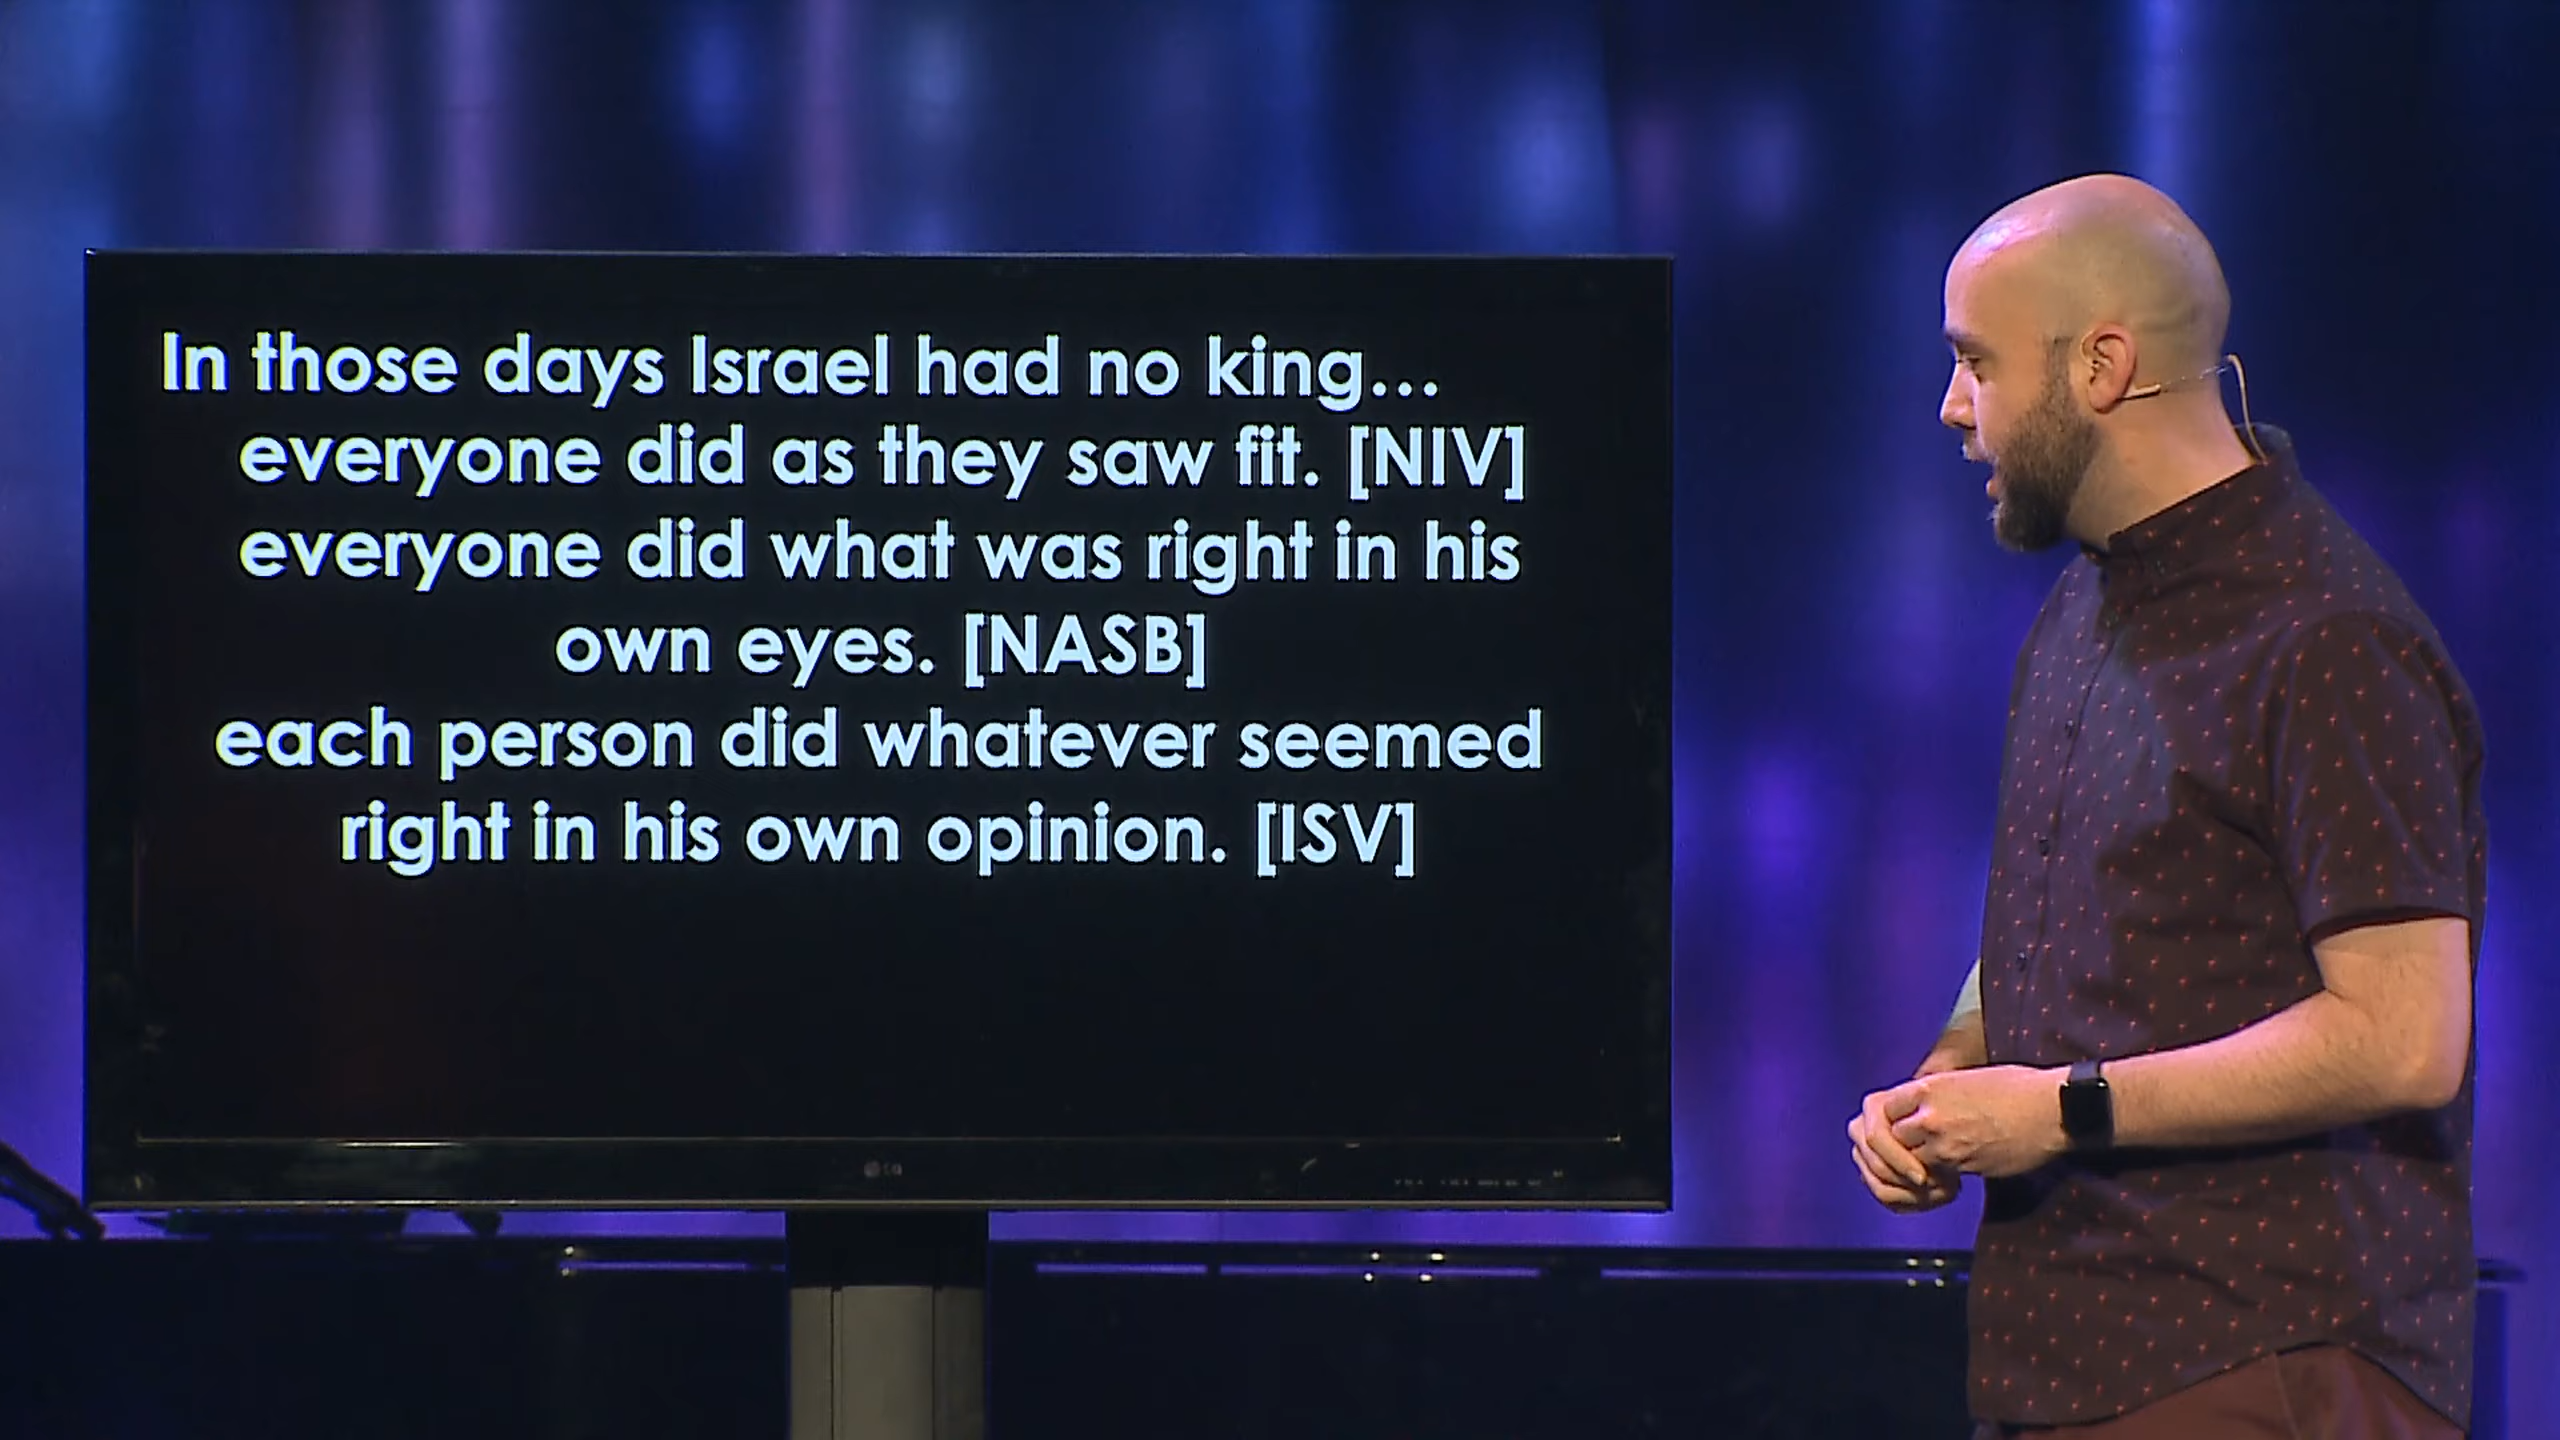 In those days Israel had no king...
everyone did as they saw fit. [NIV]
everyone did what was right in his
own eyes. [NASB]
each person did whatever seemed
right in his own opinion. [ISV]
LG